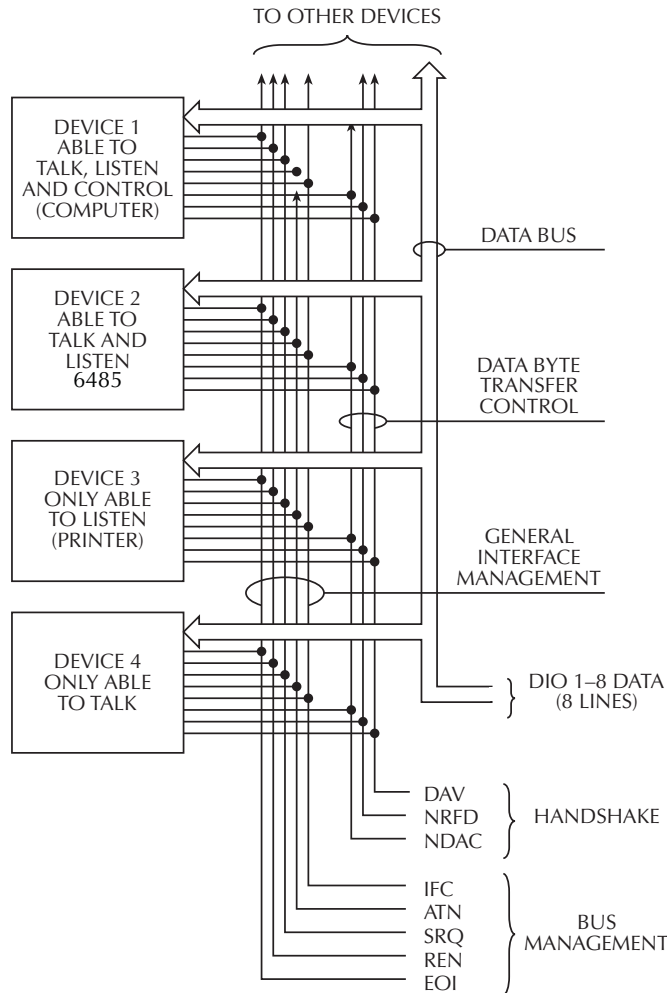 TO OTHER DEVICES
DEVICE 1
ABLE TO
TALK, LISTEN
AND CONTROL
(COMPUTER)
DATA BUS
DEVICE 2
ABLE TO
TALK AND
LISTEN
6485
DATA BYTE
TRANSFER
CONTROL
DEVICE 3
ONLY ABLE
TO LISTEN
(PRINTER)
GENERAL
INTERFACE
MANAGEMENT
DEVICE 4
ONLY ABLE
TO TALK
DIO 1–8 DATA
(8 LINES)
DAV
NRFD
NDAC
HANDSHAKE
IFC
ATN
SRQ
REN
EOI
BUS
MANAGEMENT